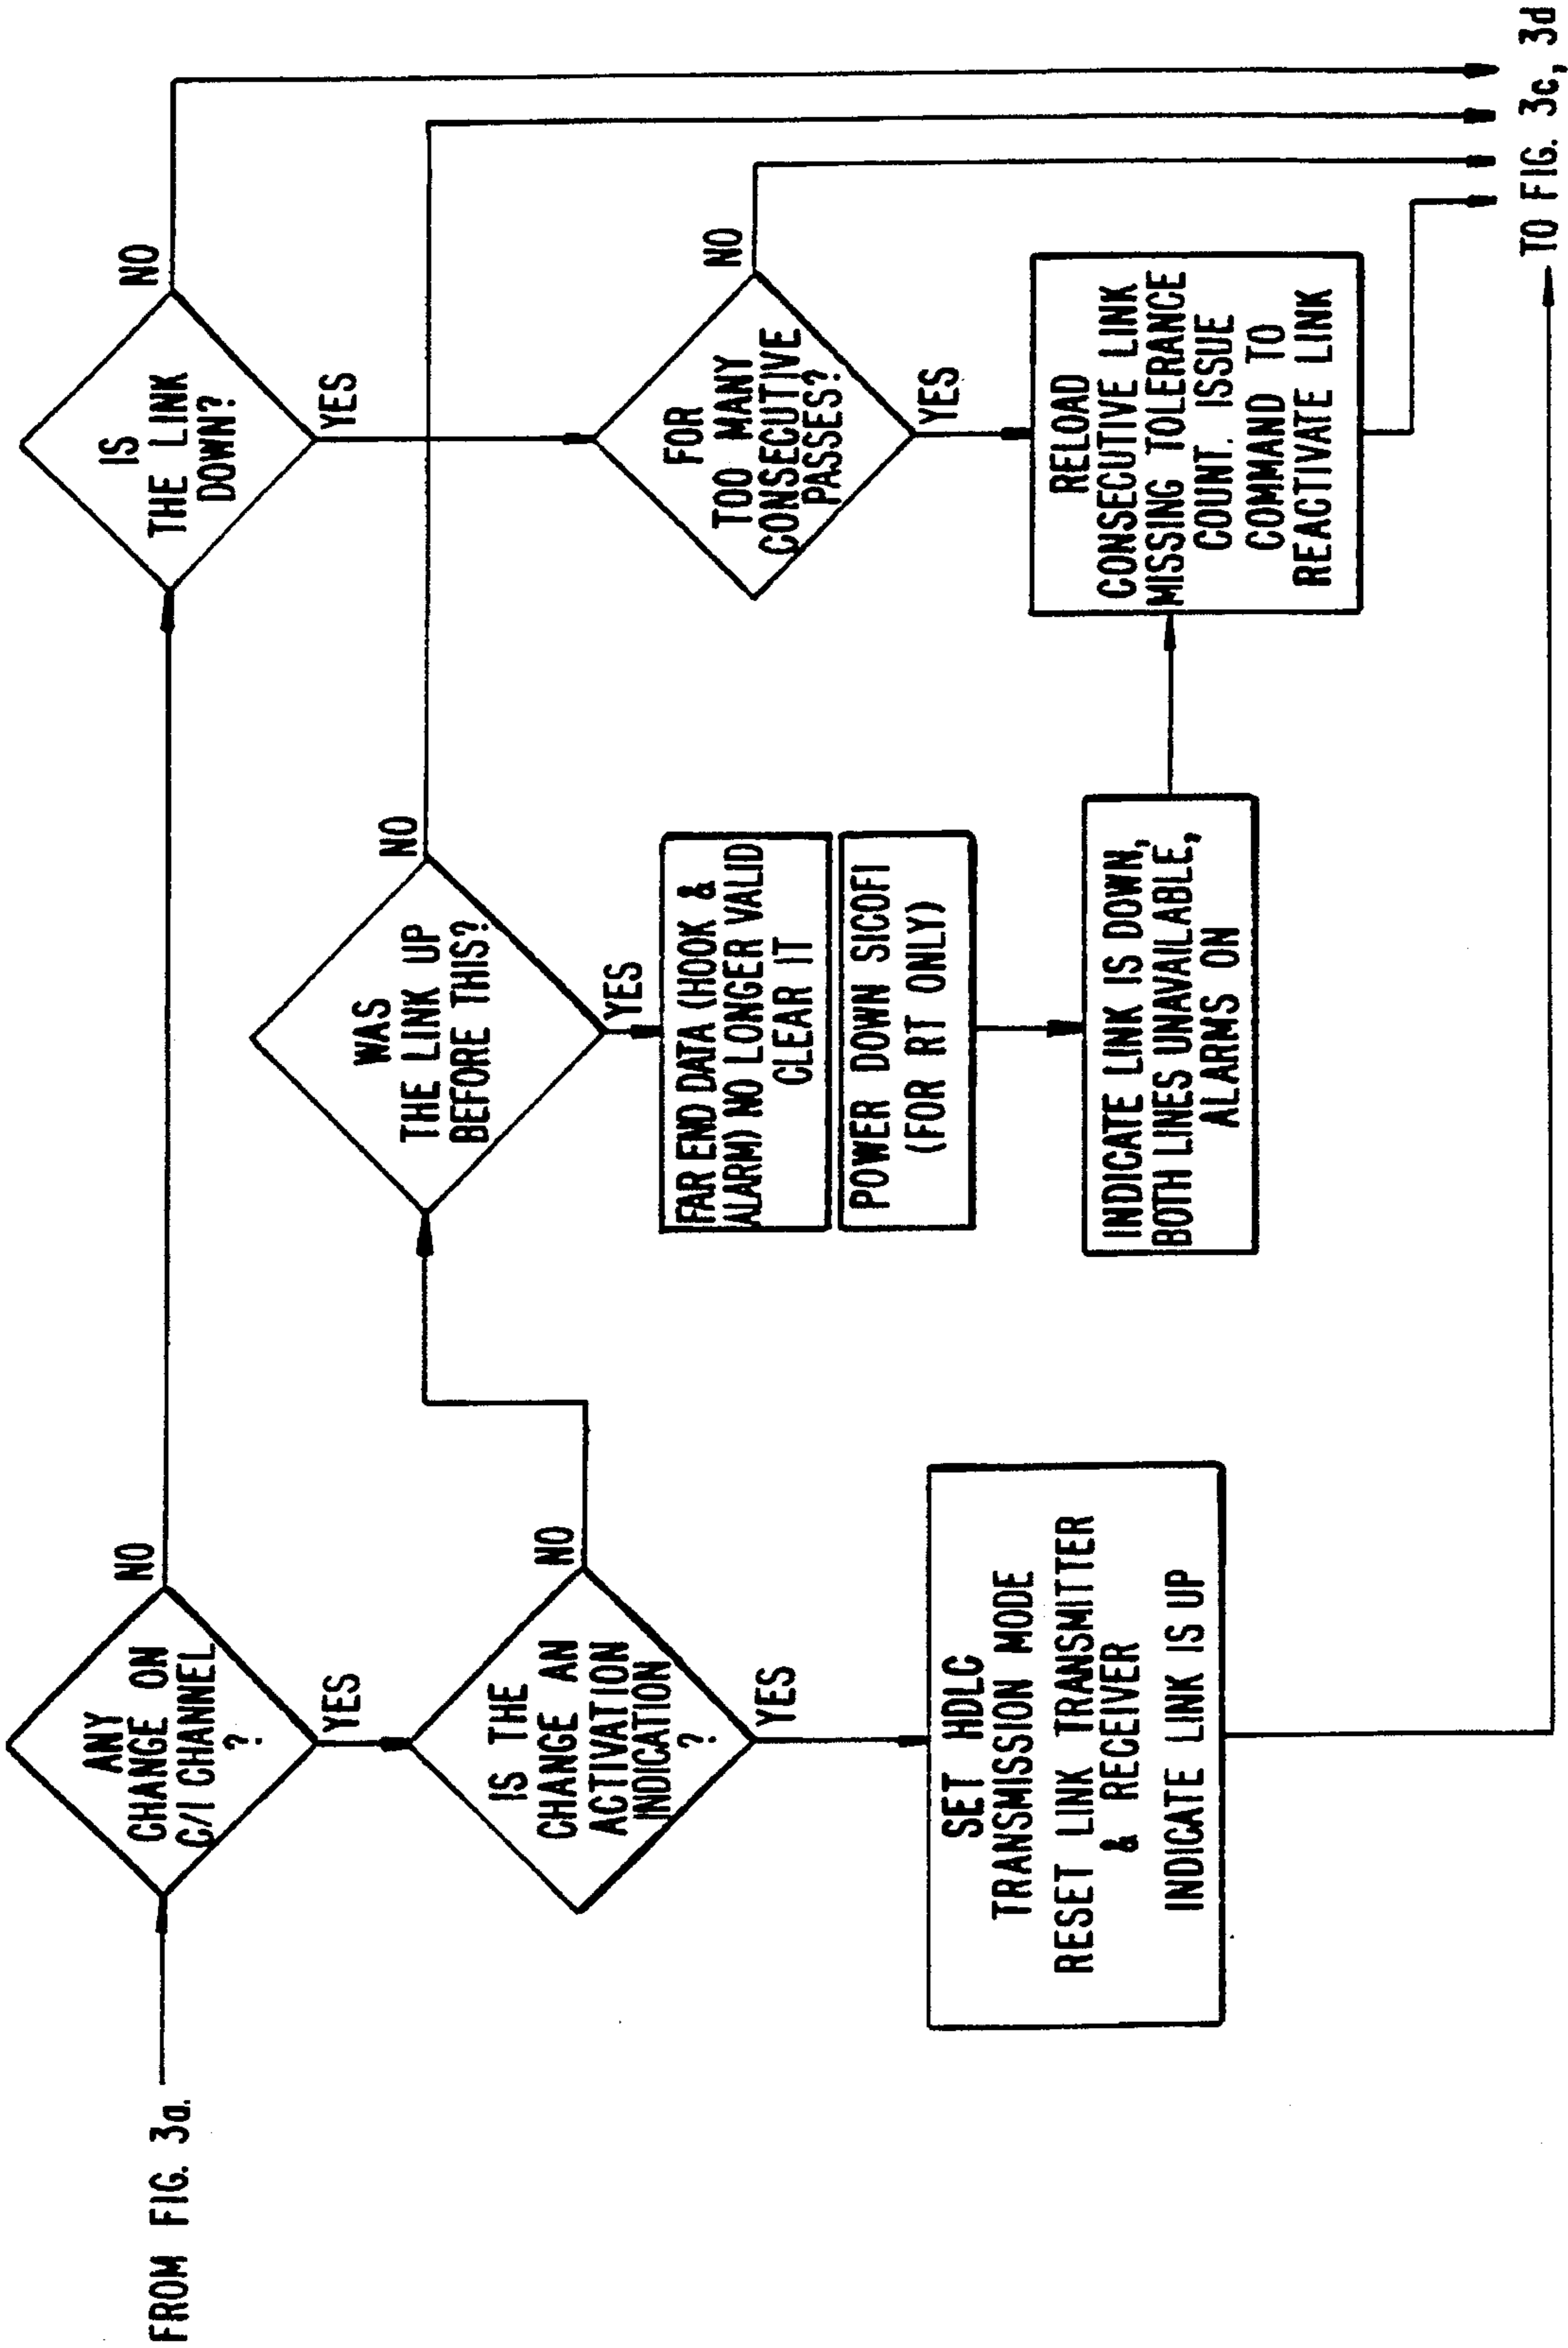 FROM FIG. 3a.
ANY
CHANGE ON
C/I CHANNEL
?
NO
YES
IS THE
CHANGE AN
ACTIVATION
INDICATION
?
NO
YES
SET HDLC
TRANSMISSION MODE
RESET LINK TRANSMITTER
& RECEIVER
INDICATE LINK IS UP
WAS
THE LINK UP
BEFORE THIS?
NO
YES
FAR END DATA (HOOK &
ALARM) NO LONGER VALID
CLEAR IT
POWER DOWN SICOFI
(FOR RT ONLY)
INDICATE LINK IS DOWN,
BOTH LINES UNAVAILABLE,
ALARMS ON
IS
THE LINK
DOWN?
NO
YES
FOR
TOO MANY
CONSECUTIVE
PASSES?
NO
YES
RELOAD
CONSECUTIVE LINK
MISSING TOLERANCE
COUNT. ISSUE
COMMAND TO
REACTIVATE LINK
TO FIG. 3c, 3d